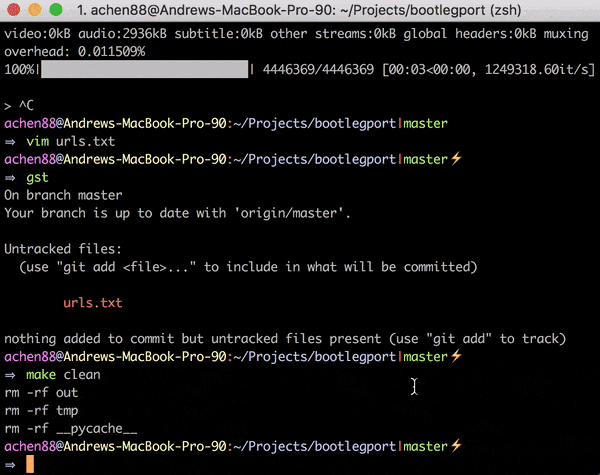 1. achen88@Andrews-MacBook-Pro-90: ~/Projects/bootlegport (zsh)
video:0kB audio:2936kB subtitle:0kB other streams:0kB global headers:0kB muxing
overhead: 0.011509%
100%| | 4446369/4446369 [00:03<00:00, 1249318.60it/s]
> ^C
achen88@Andrews-MacBook-Pro-90:~/Projects/bootlegport|master
⇒ vim urls.txt
achen88@Andrews-MacBook-Pro-90:~/Projects/bootlegport|master⚡
⇒ gst
On branch master
Your branch is up to date with 'origin/master'.
Untracked files:
(use "git add <file>..." to include in what will be committed)
urls.txt
nothing added to commit but untracked files present (use "git add" to track)
achen88@Andrews-MacBook-Pro-90:~/Projects/bootlegport|master⚡
⇒ make clean
rm -rf out
rm -rf tmp
rm -rf __pycache__
achen88@Andrews-MacBook-Pro-90:~/Projects/bootlegport|master⚡
⇒